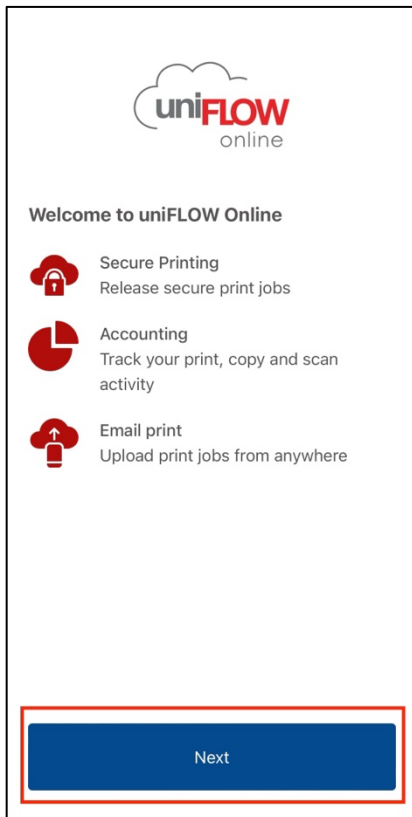 uniFLOW
online
Welcome to uniFLOW Online
Secure Printing
Release secure print jobs
Accounting
Track your print, copy and scan
activity
Email print
Upload print jobs from anywhere
Next